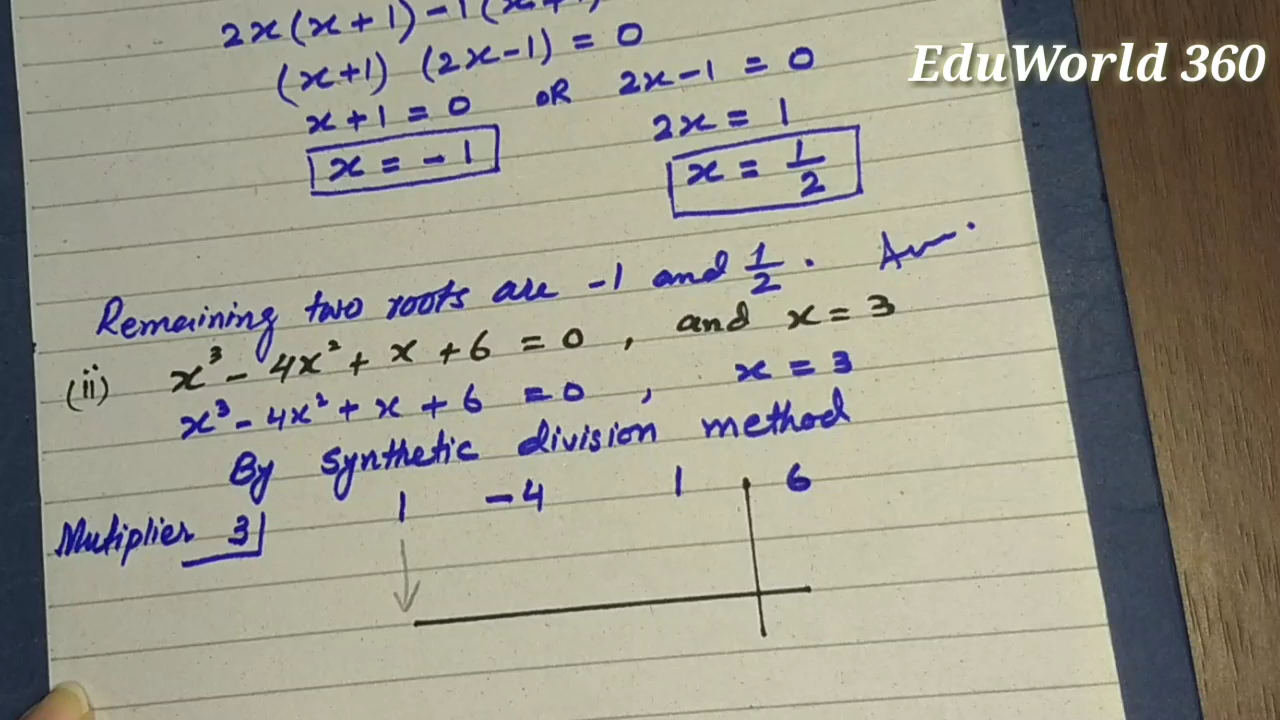 2x(x+1)-1(x+1)
(x+1) (2x-1) = 0
x+1 = 0 OR 2x-1 = 0
x = -1
2x = 1
x = 1/2
Remaining two roots are -1 and 1/2. Ans.
(ii) x³ - 4x² + x + 6 = 0, and x = 3
x³ - 4x² + x + 6 = 0, x = 3
By synthetic division method
Mutiplier 3 1 -4 1 6
EduWorld 360